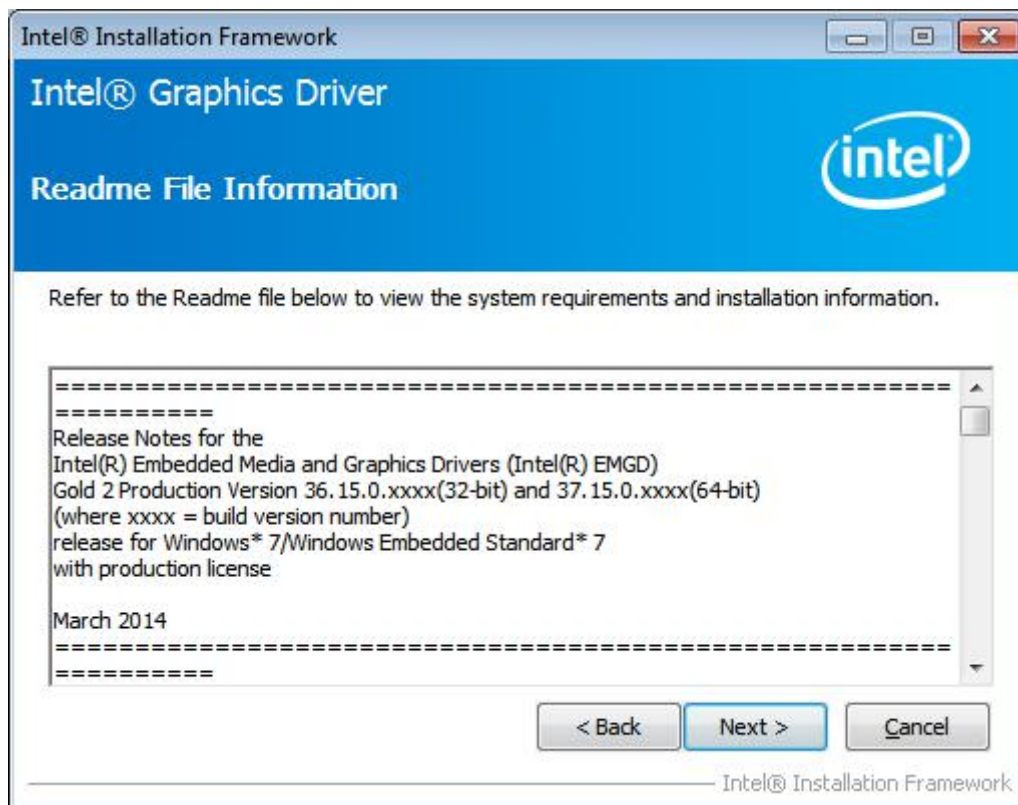 Intel® Installation Framework
Intel® Graphics Driver
intel
Readme File Information
Refer to the Readme file below to view the system requirements and installation information.
========================================================
==========
Release Notes for the
Intel(R) Embedded Media and Graphics Drivers (Intel(R) EMGD)
Gold 2 Production Version 36.15.0.xxxx(32-bit) and 37.15.0.xxxx(64-bit)
(where xxxx = build version number)
release for Windows* 7/Windows Embedded Standard* 7
with production license
March 2014
========================================================
==========
< Back Next > Cancel
Intel® Installation Framework